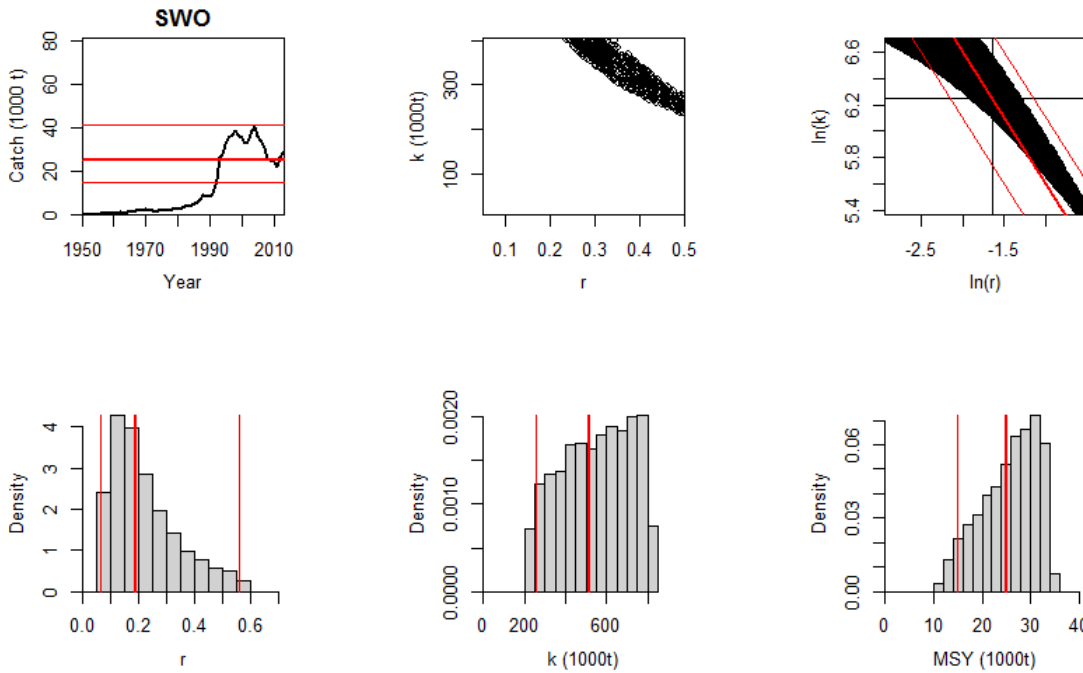 SWO
Catch (1000 t)
80
60
40
20
0
1950 1970 1990 2010
Year
k (1000t)
300
100
0.1 0.2 0.3 0.4 0.5
r
ln(k)
6.6
6.2
5.8
5.4
-2.5 -1.5
ln(r)
Density
4
3
2
1
0
0.0 0.2 0.4 0.6
r
Density
0.0020
0.0010
0.0000
0 200 600
k (1000t)
Density
0.06
0.03
0.00
0 10 20 30 40
MSY (1000t)